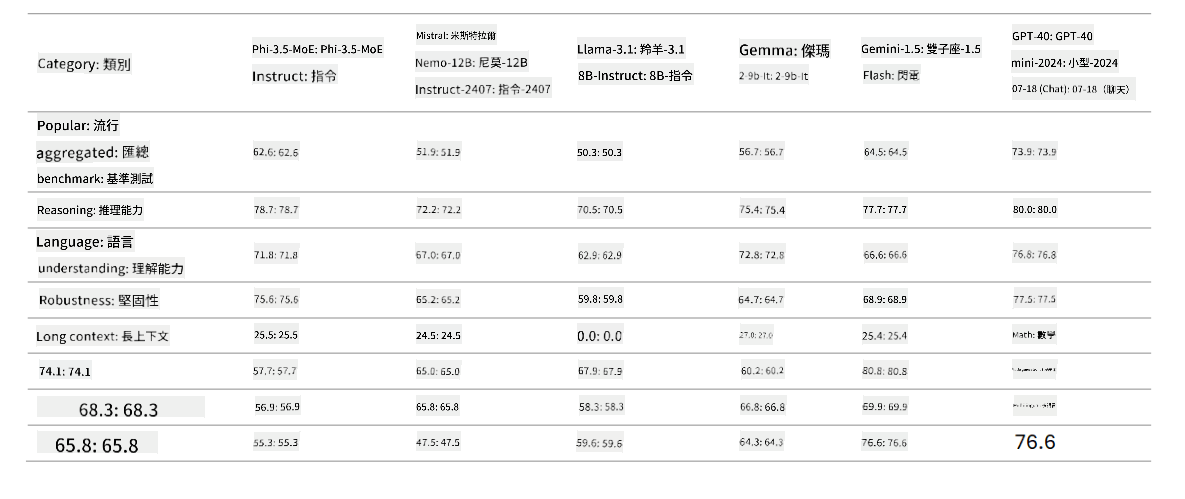 Category: 類別
Phi-3.5-MoE: Phi-3.5-MoE
Instruct: 指令
Mistral: 米斯特拉爾
Nemo-12B: 尼莫-12B
Instruct-2407: 指令-2407
Llama-3.1: 羚羊-3.1
8B-Instruct: 8B-指令
Gemma: 傑瑪
2-9b-It: 2-9b-It
Gemini-1.5: 雙子座-1.5
Flash: 閃電
GPT-40: GPT-40
mini-2024: 小型-2024
07-18 (Chat): 07-18（聊天）
Popular: 流行
aggregated: 匯總
benchmark: 基準測試
62.6: 62.6
51.9: 51.9
50.3: 50.3
56.7: 56.7
64.5: 64.5
73.9: 73.9
Reasoning: 推理能力
78.7: 78.7
72.2: 72.2
70.5: 70.5
75.4: 75.4
77.7: 77.7
80.0: 80.0
Language: 語言
understanding: 理解能力
71.8: 71.8
67.0: 67.0
62.9: 62.9
72.8: 72.8
66.6: 66.6
76.8: 76.8
Robustness: 堅固性
75.6: 75.6
65.2: 65.2
59.8: 59.8
64.7: 64.7
68.9: 68.9
77.5: 77.5
Long context: 長上下文
25.5: 25.5
24.5: 24.5
0.0: 0.0
27.0: 27.0
25.4: 25.4
Math: 數學
74.1: 74.1
57.7: 57.7
65.0: 65.0
67.9: 67.9
60.2: 60.2
80.8: 80.8
68.3: 68.3
56.9: 56.9
65.8: 65.8
58.3: 58.3
66.8: 66.8
69.9: 69.9
65.8: 65.8
55.3: 55.3
47.5: 47.5
59.6: 59.6
64.3: 64.3
76.6: 76.6
76.6